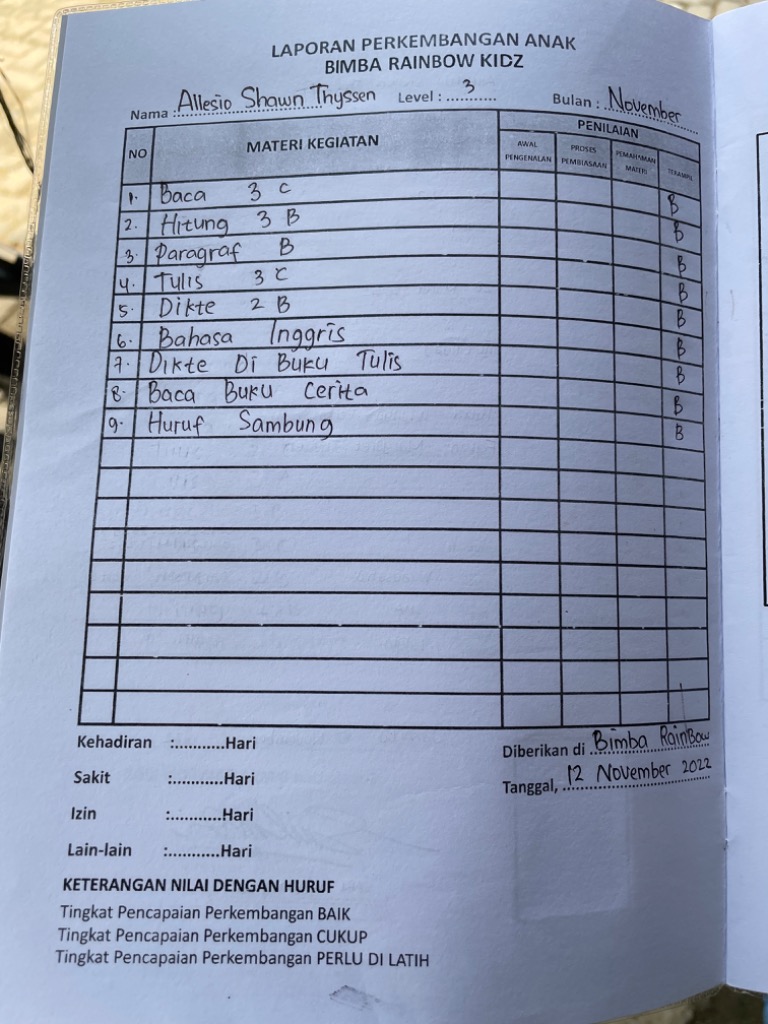 LAPORAN PERKEMBANGAN ANAK
BIMBA RAINBOW KIDZ
Nama Allesio Shawn Thyssen Level : 3 Bulan : November
NO MATERI KEGIATAN PENILAIAN
AWAL PENGENALAN PROSES PEMBIASAAN PEMAHAMAN MATERI TERAMPIL
1. Baca 3 C B
2. Hitung 3 B B
3. Paragraf B B
4. Tulis 3 C B
5. Dikte 2 B B
6. Bahasa Inggris B
7. Dikte Di Buku Tulis B
8. Baca Buku Cerita B
9. Huruf Sambung B
Kehadiran :...........Hari
Sakit :...........Hari
Izin :...........Hari
Lain-lain :...........Hari
Diberikan di Bimba Rainbow
Tanggal, 12 November 2022
KETERANGAN NILAI DENGAN HURUF
Tingkat Pencapaian Perkembangan BAIK
Tingkat Pencapaian Perkembangan CUKUP
Tingkat Pencapaian Perkembangan PERLU DI LATIH